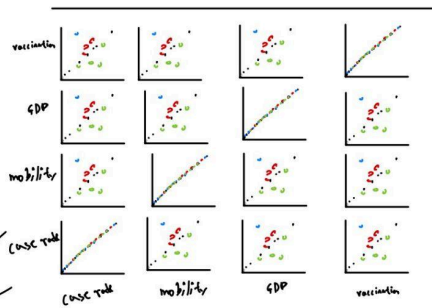 vaccination
GDP
mobility
Case rate
Case rate
mobility
GDP
vaccination